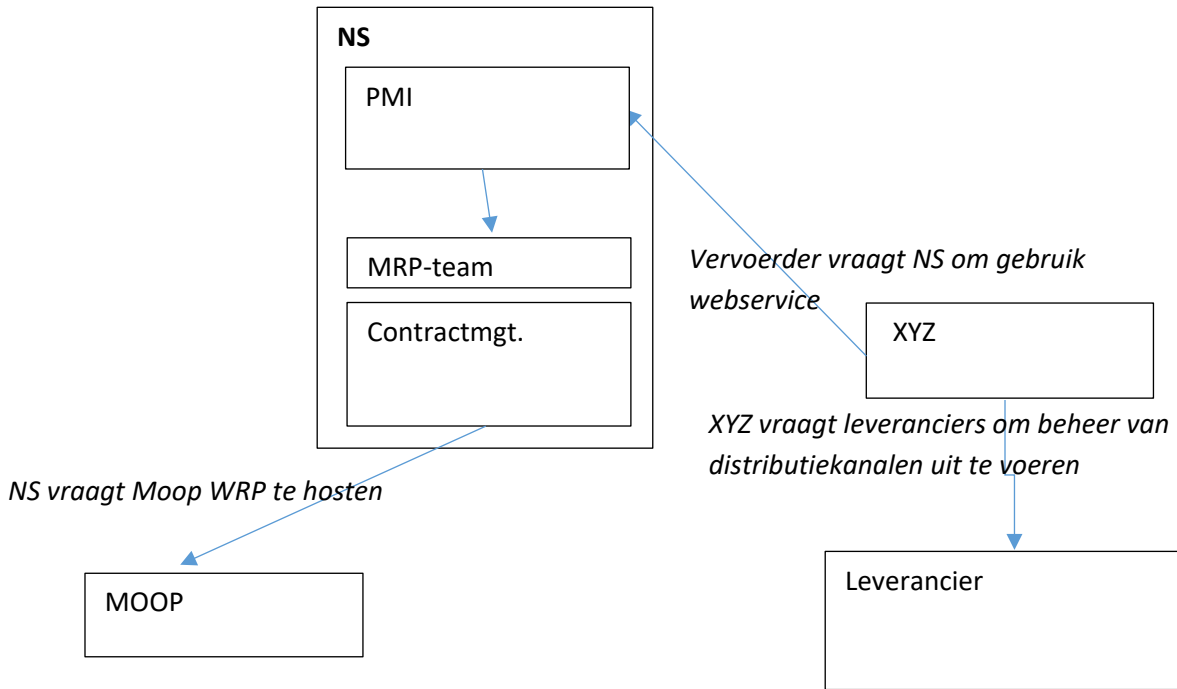 NS
PMI
MRP-team
Contractmgt.
Vervoerder vraagt NS om gebruik
webservice
XYZ
XYZ vraagt leveranciers om beheer van
distributiekanalen uit te voeren
NS vraagt Moop WRP te hosten
MOOP
Leverancier